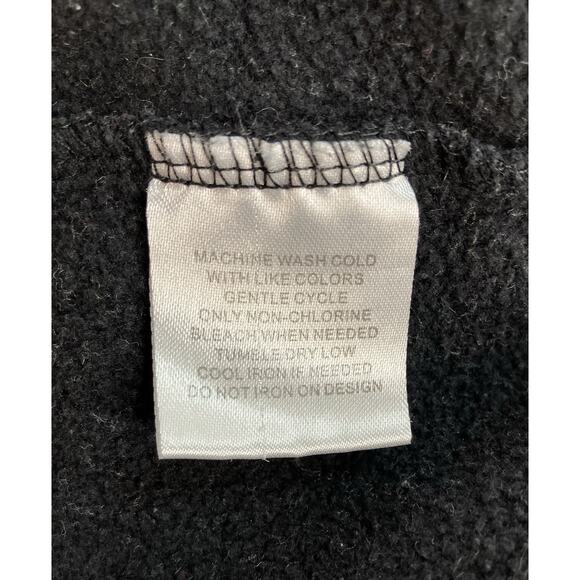 MACHINE WASH COLD
WITH LIKE COLORS
GENTLE CYCLE
ONLY NON-CHLORINE
BLEACH WHEN NEEDED
TUMBLE DRY LOW
COOL IRON IF NEEDED
DO NOT IRON ON DESIGN